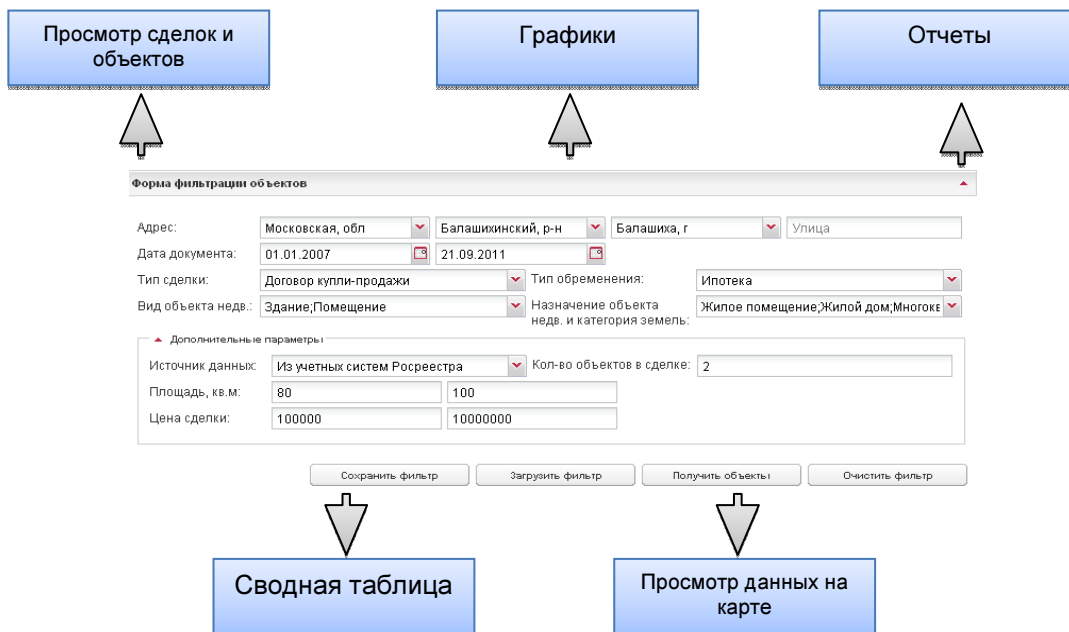 Просмотр сделок и
объектов
Графики
Отчеты
Форма фильтрации объектов
Адрес: Московская, обл Балашихинский, р-н Балашиха, г Улица
Дата документа: 01.01.2007 21.09.2011
Тип сделки: Договор купли-продажи Тип обременения: Ипотека
Вид объекта недв.: Здание;Помещение Назначение объекта
недв. и категория земель: Жилое помещение;Жилой дом;Многоке
Дополнительные параметры
Источник данных: Из учетных систем Росреестра Кол-во объектов в сделке: 2
Площадь, кв.м: 80 100
Цена сделки: 100000 10000000
Сохранить фильтр Загрузить фильтр Получить объекты Очистить фильтр
Сводная таблица
Просмотр данных на
карте